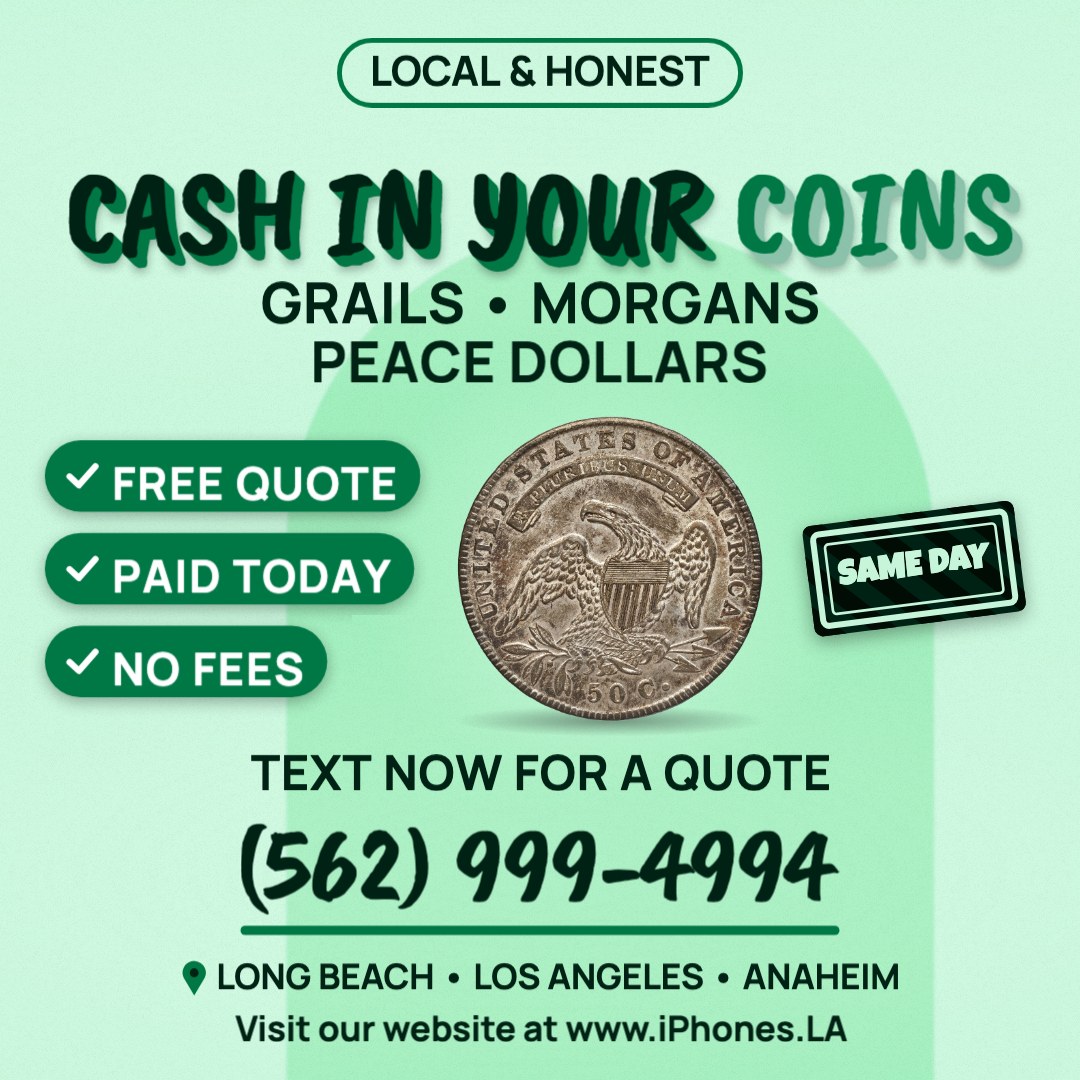 LOCAL & HONEST
CASH IN YOUR COINS
GRAILS • MORGANS
PEACE DOLLARS
FREE QUOTE
PAID TODAY
NO FEES
UNITED STATES OF AMERICA
E PLURIBUS UNUM
50 C.
SAME DAY
TEXT NOW FOR A QUOTE
(562) 999-4994
LONG BEACH • LOS ANGELES • ANAHEIM
Visit our website at www.iPhones.LA